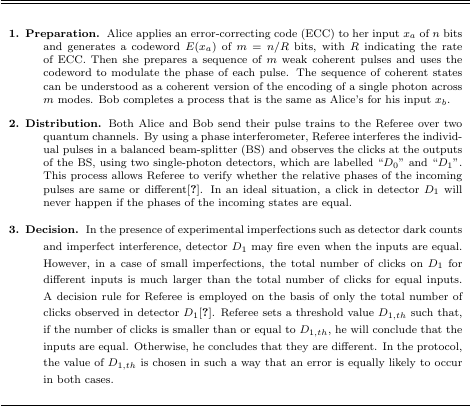 1. Preparation. Alice applies an error-correcting code (ECC) to her input x_a of n bits
and generates a codeword E(x_a) of m = n/R bits, with R indicating the rate
of ECC. Then she prepares a sequence of m weak coherent pulses and uses the
codeword to modulate the phase of each pulse. The sequence of coherent states
can be understood as a coherent version of the encoding of a single photon across
m modes. Bob completes a process that is the same as Alice's for his input x_b.
2. Distribution. Both Alice and Bob send their pulse trains to the Referee over two
quantum channels. By using a phase interferometer, Referee interferes the individ-
ual pulses in a balanced beam-splitter (BS) and observes the clicks at the outputs
of the BS, using two single-photon detectors, which are labelled "D_0" and "D_1".
This process allows Referee to verify whether the relative phases of the incoming
pulses are same or different[?]. In an ideal situation, a click in detector D_1 will
never happen if the phases of the incoming states are equal.
3. Decision. In the presence of experimental imperfections such as detector dark counts
and imperfect interference, detector D_1 may fire even when the inputs are equal.
However, in a case of small imperfections, the total number of clicks on D_1 for
different inputs is much larger than the total number of clicks for equal inputs.
A decision rule for Referee is employed on the basis of only the total number of
clicks observed in detector D_1[?]. Referee sets a threshold value D_{1,th} such that,
if the number of clicks is smaller than or equal to D_{1,th}, he will conclude that the
inputs are equal. Otherwise, he concludes that they are different. In the protocol,
the value of D_{1,th} is chosen in such a way that an error is equally likely to occur
in both cases.